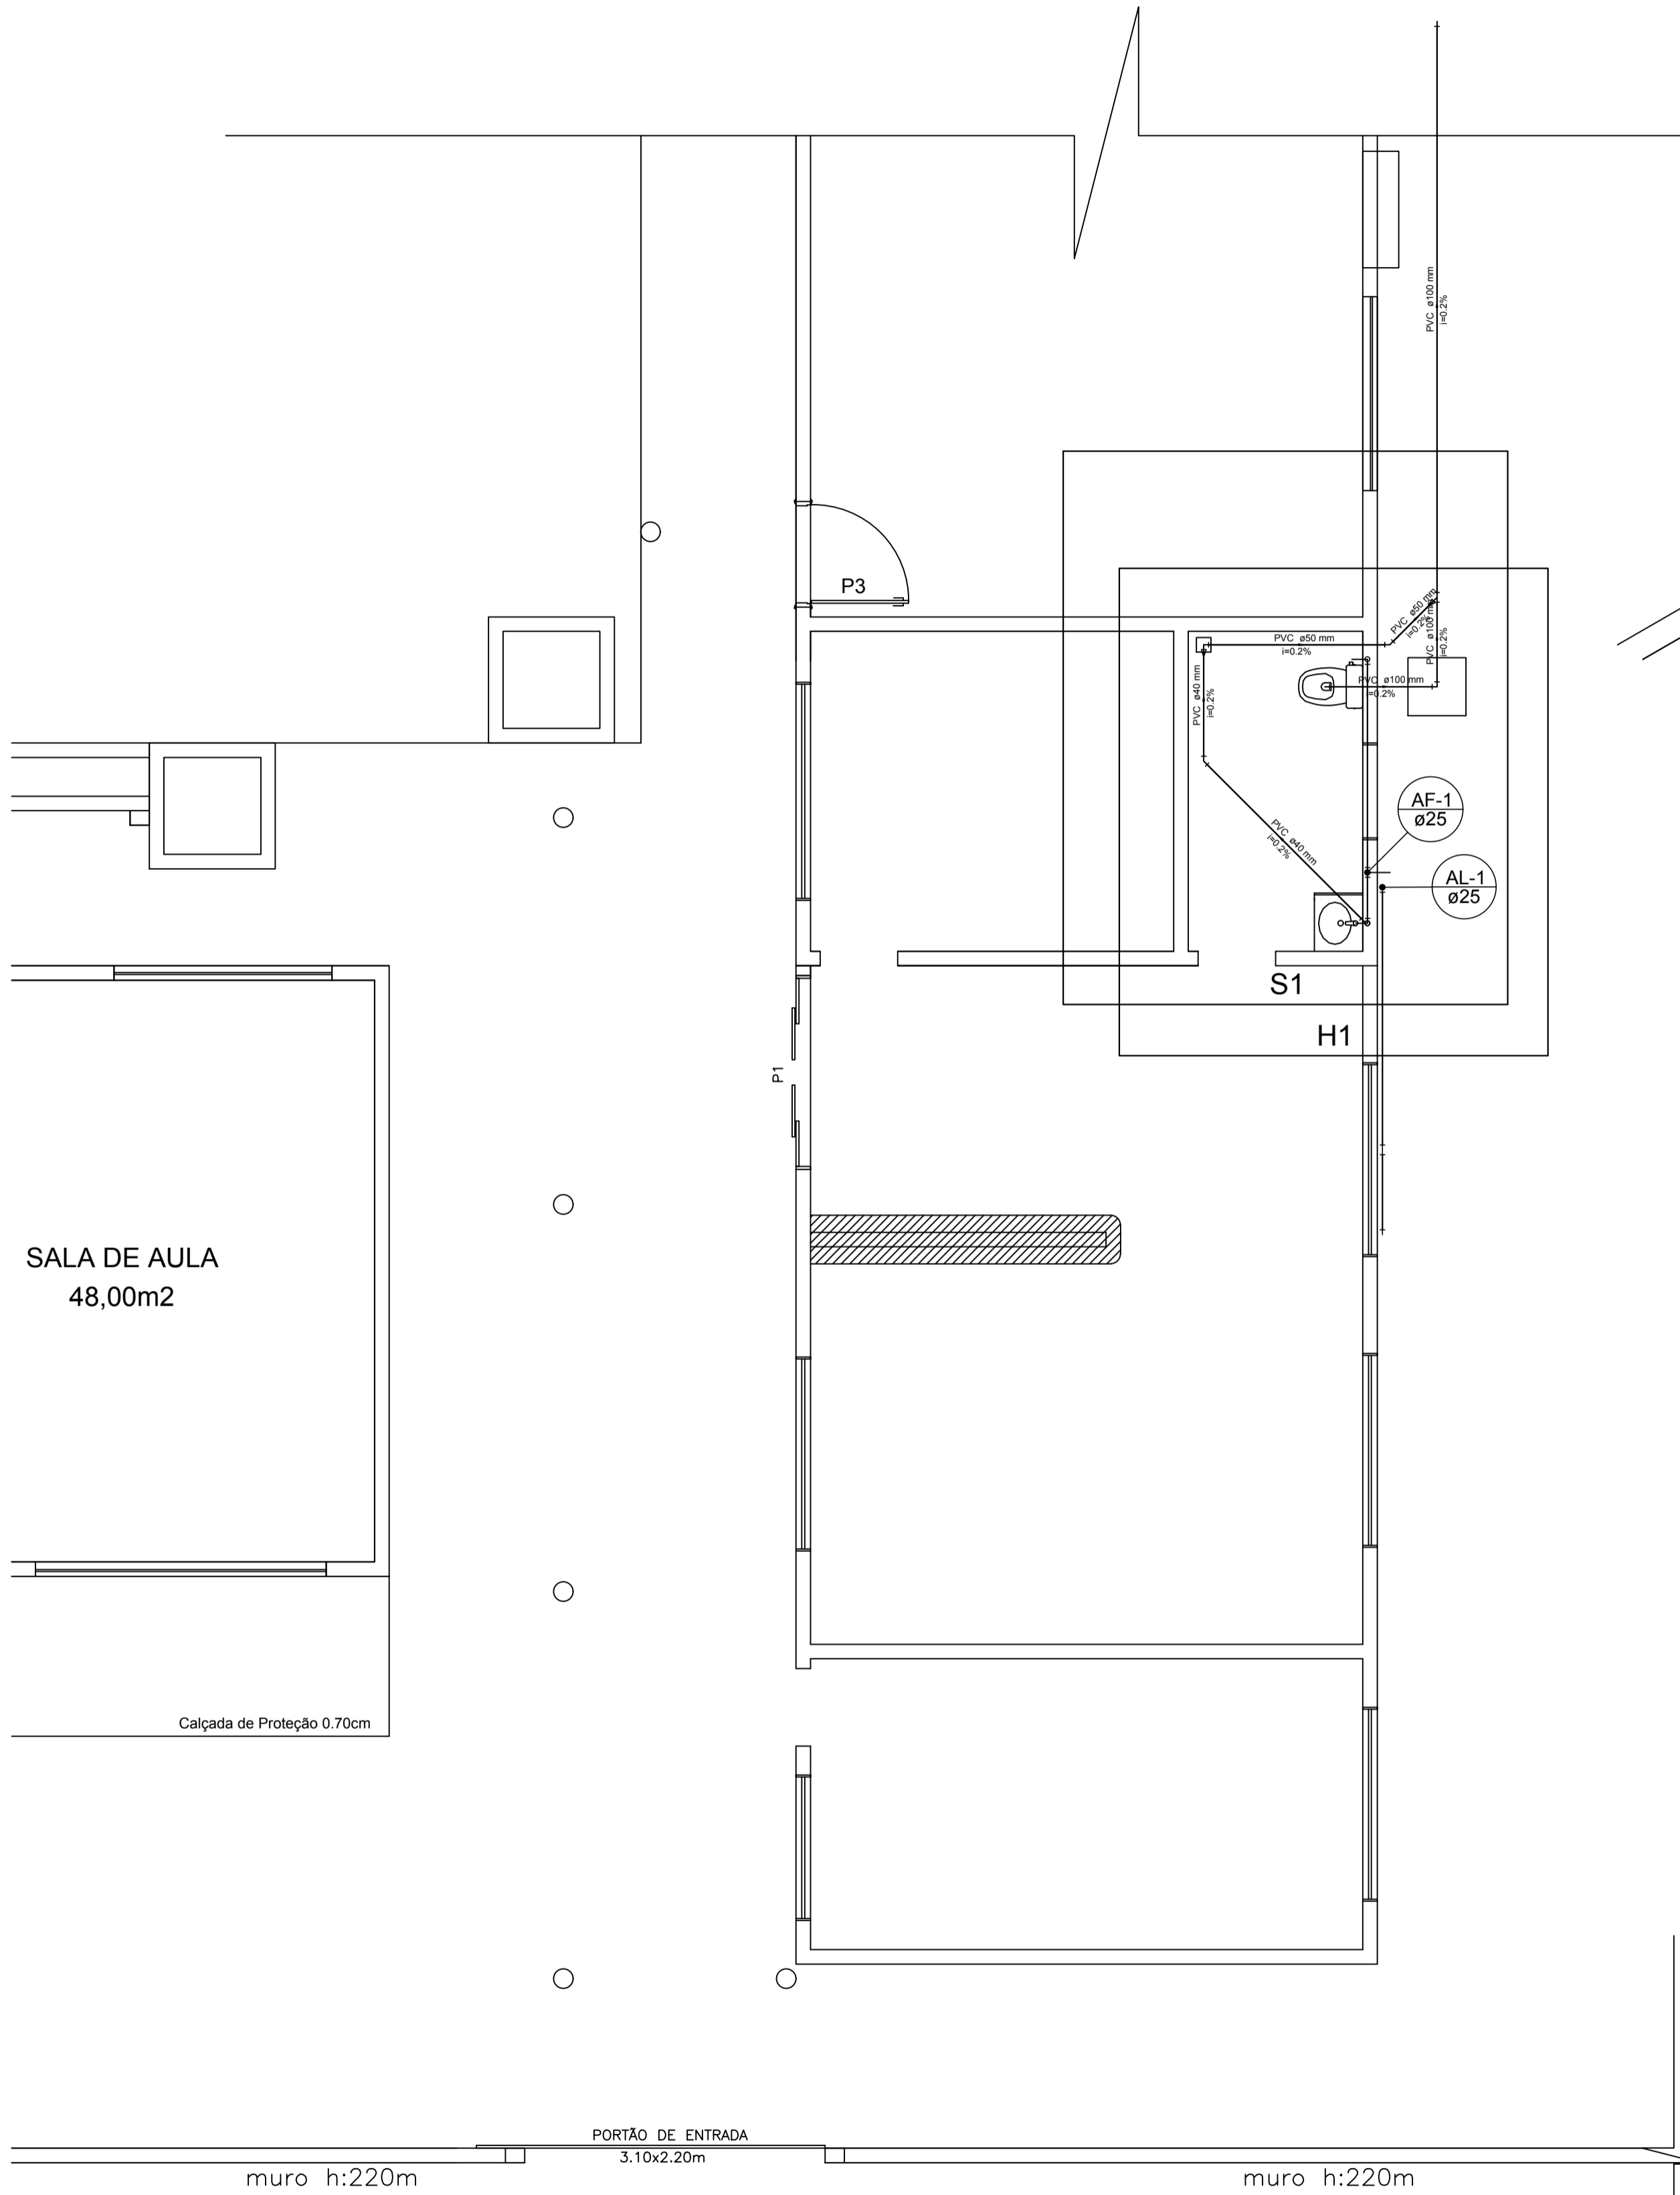 PVC ø100 mm
i=0.2%
P3
PVC ø50 mm
i=0.2%
PVC ø100 mm
i=0.2%
PVC ø50 mm
i=0.2%
PVC ø40 mm
i=0.2%
PVC ø100 mm
i=0.2%
AF-1
ø25
PVC ø40 mm
i=0.2%
AL-1
ø25
S1
H1
P1
SALA DE AULA
48,00m2
Calçada de Proteção 0.70cm
PORTÃO DE ENTRADA
3.10x2.20m
muro h:220m
muro h:220m